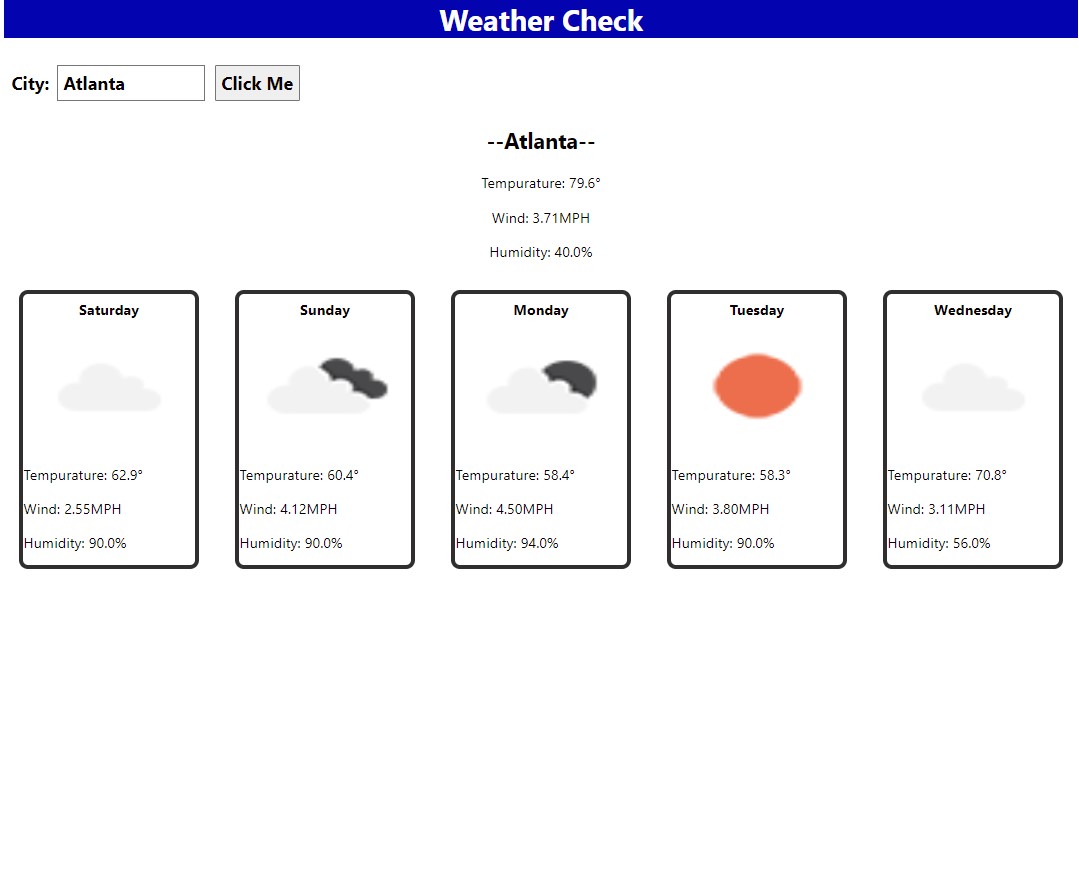 Weather Check
City: Atlanta Click Me
--Atlanta--
Tempurature: 79.6°
Wind: 3.71MPH
Humidity: 40.0%
Saturday
Tempurature: 62.9°
Wind: 2.55MPH
Humidity: 90.0%
Sunday
Tempurature: 60.4°
Wind: 4.12MPH
Humidity: 90.0%
Monday
Tempurature: 58.4°
Wind: 4.50MPH
Humidity: 94.0%
Tuesday
Tempurature: 58.3°
Wind: 3.80MPH
Humidity: 90.0%
Wednesday
Tempurature: 70.8°
Wind: 3.11MPH
Humidity: 56.0%